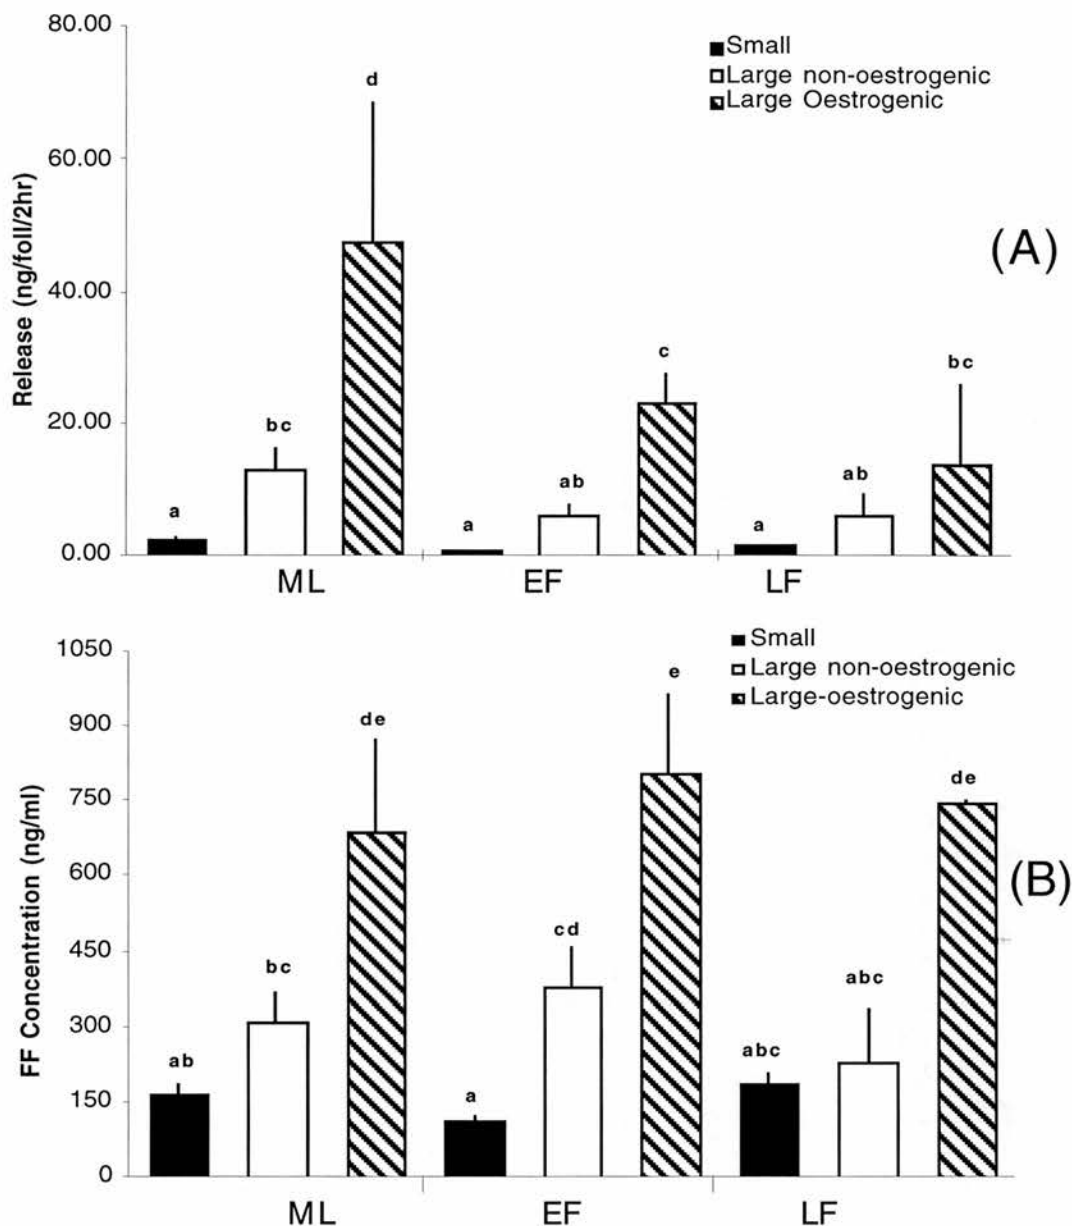 80.00
60.00
40.00
20.00
0.00
Release (ng/foll/2hr)
Small
Large non-oestrogenic
Large Oestrogenic
(A)
d
c
bc
bc
ab
ab
a
a
a
ML EF LF
1050
900
750
600
450
300
150
0
FF Concentration (ng/ml)
Small
Large non-oestrogenic
Large-oestrogenic
(B)
de
e
de
bc
cd
abc
ab
a
abc
ML EF LF